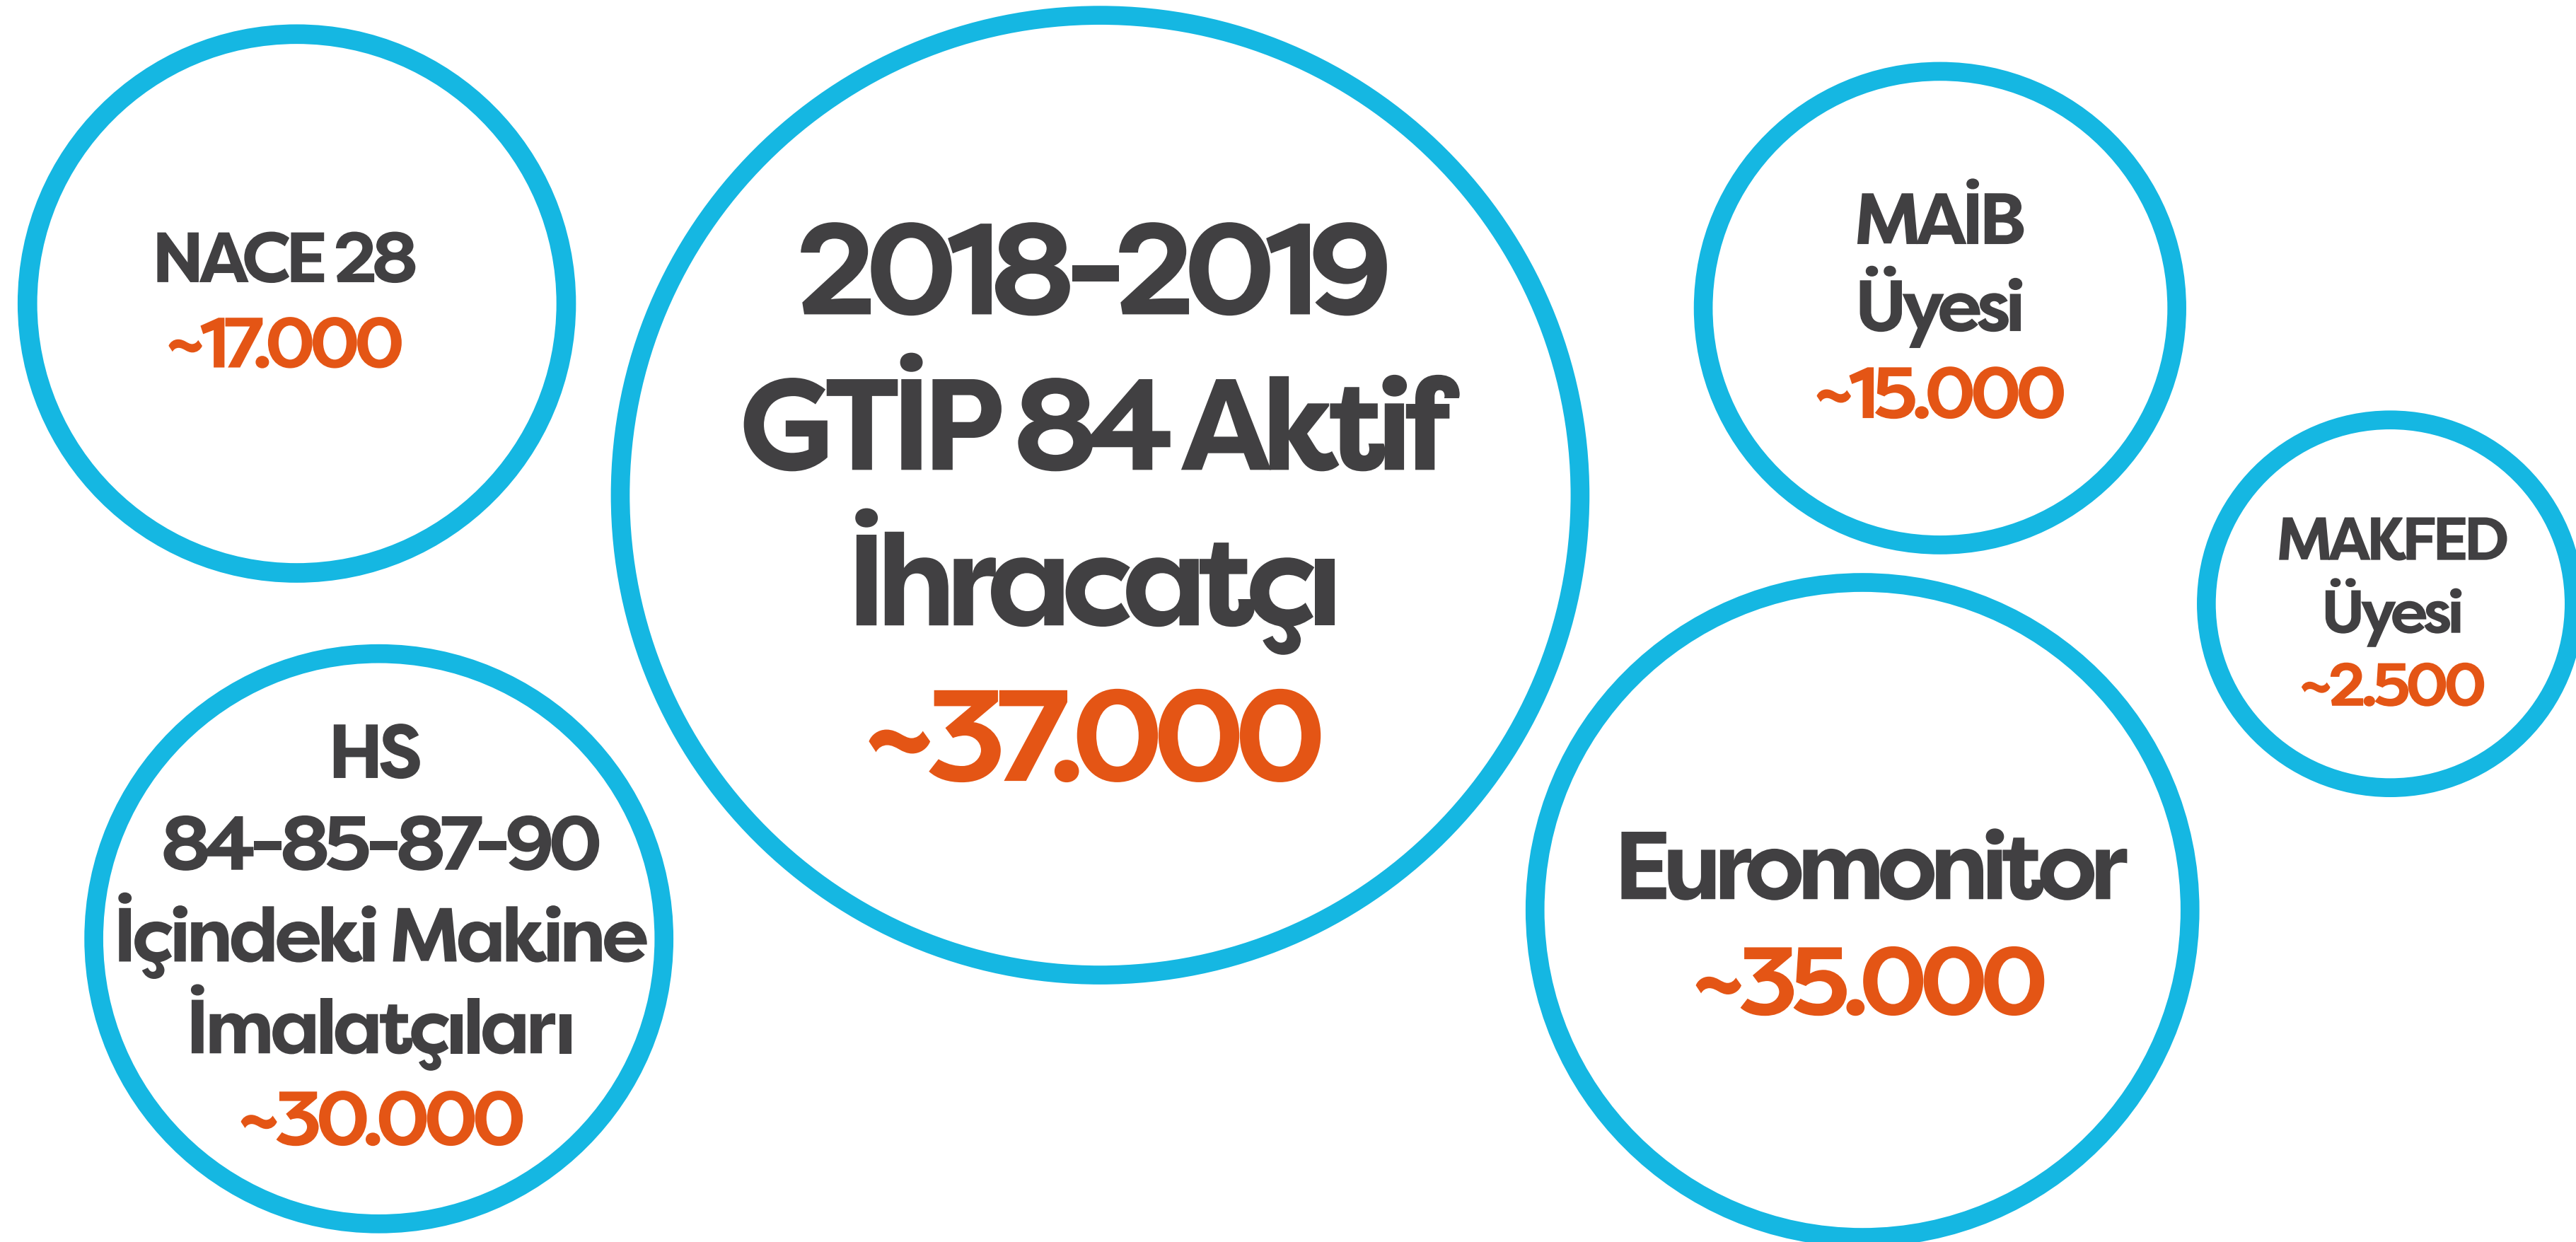 NACE 28
~17.000
2018-2019
GTİP 84 Aktif
İhracatçı
~37.000
MAİB
Üyesi
~15.000
MAKFED
Üyesi
~2.500
HS
84-85-87-90
İçindeki Makine
İmalatçıları
~30.000
Euromonitor
~35.000